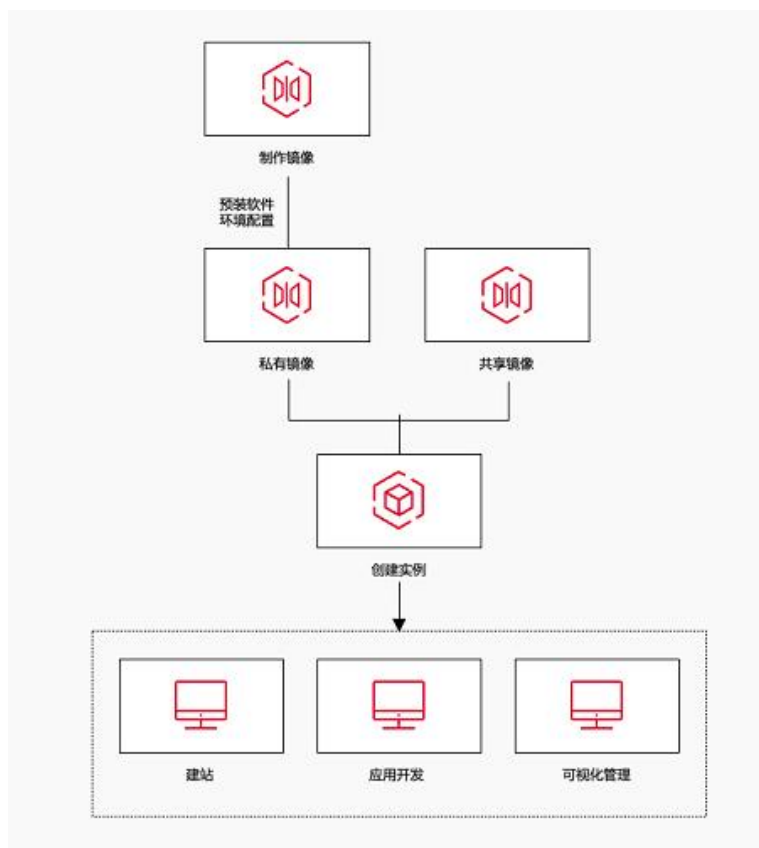 制作镜像
预装软件
环境配置
私有镜像
共享镜像
创建实例
建站
应用开发
可视化管理